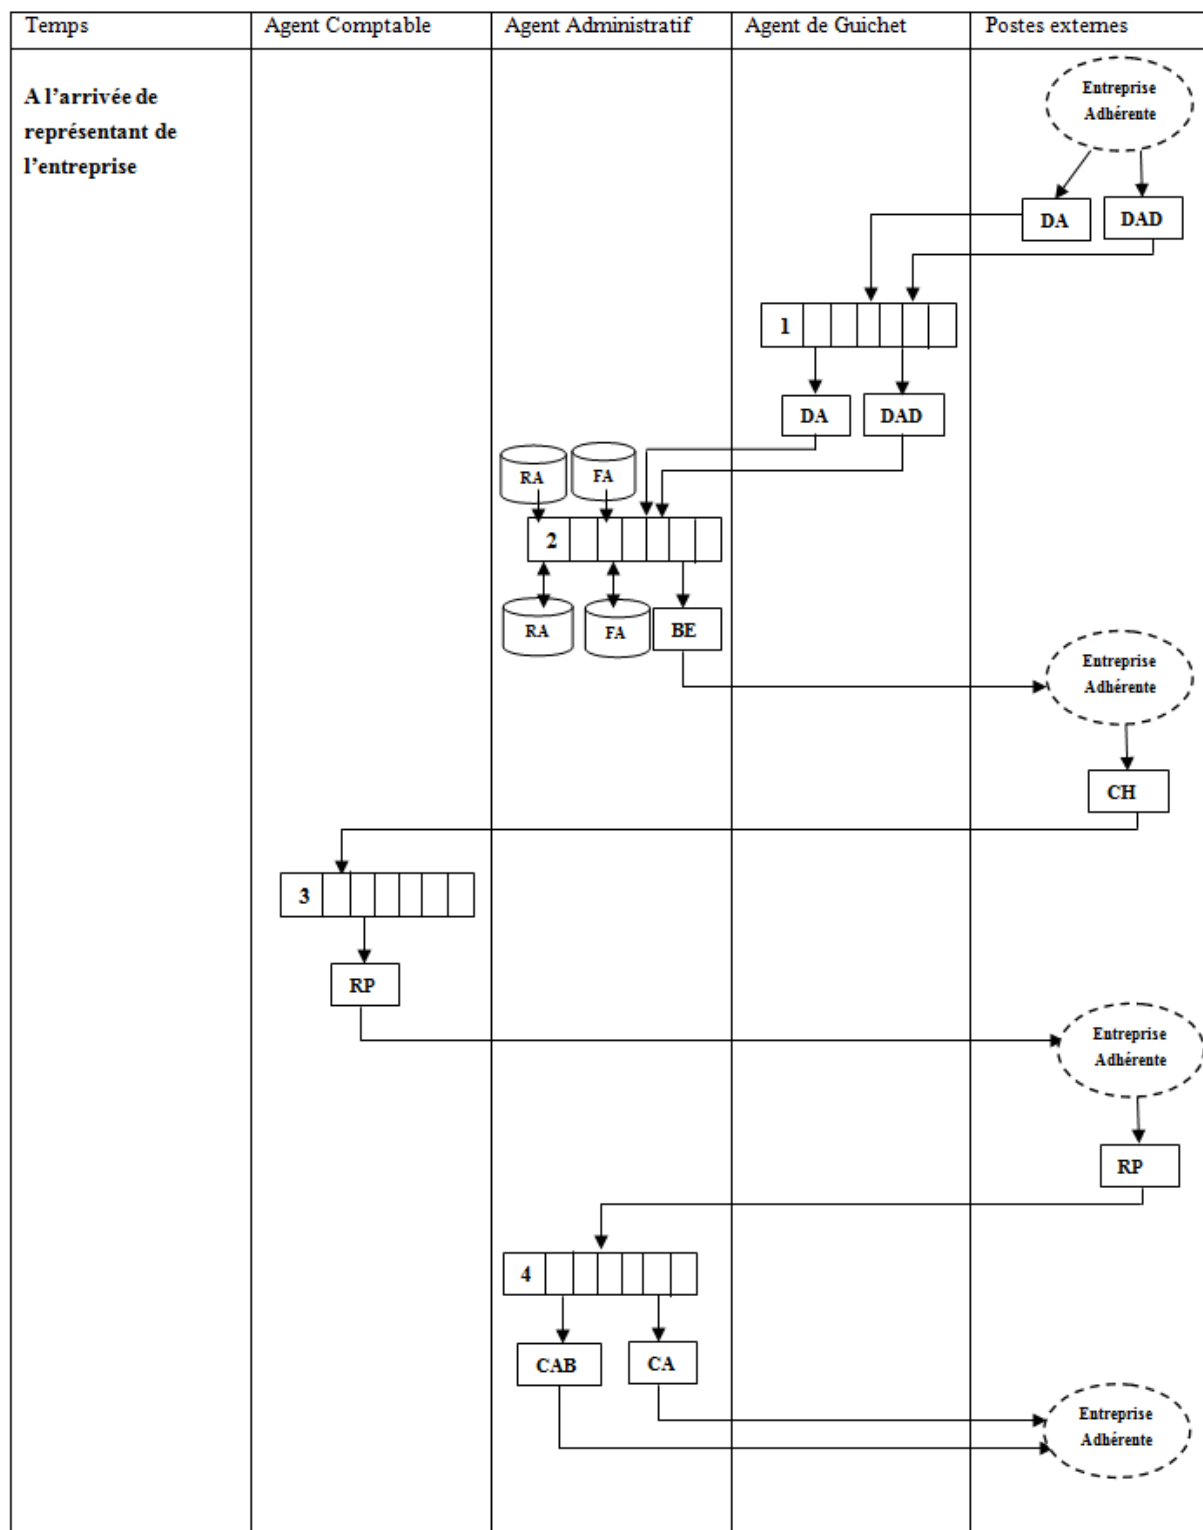 Temps
Agent Comptable
Agent Administratif
Agent de Guichet
Postes externes
A l'arrivée de
représentant de
l'entreprise
Entreprise
Adhérente
DA
DAD
1
DA
DAD
RA
FA
2
RA
FA
BE
Entreprise
Adhérente
CH
3
RP
Entreprise
Adhérente
RP
4
CAB
CA
Entreprise
Adhérente